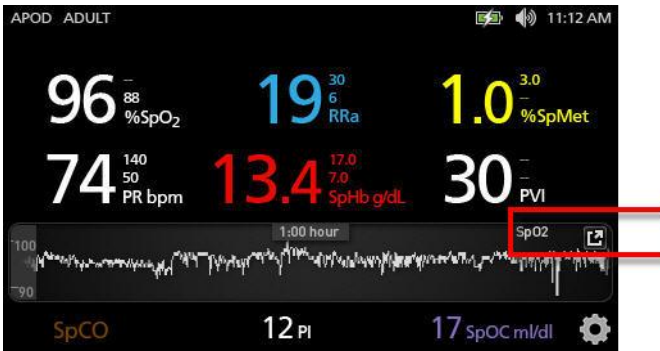 APOD ADULT 11:12 AM
96 -- 88 %SpO2
19 30 6 RRa
1.0 3.0 -- %SpMet
74 140 50 PR bpm
13.4 17.0 7.0 SpHb g/dL
30 -- -- PVI
1:00 hour SpO2
100
90
SpCO 12 PI 17 SpOC ml/dl